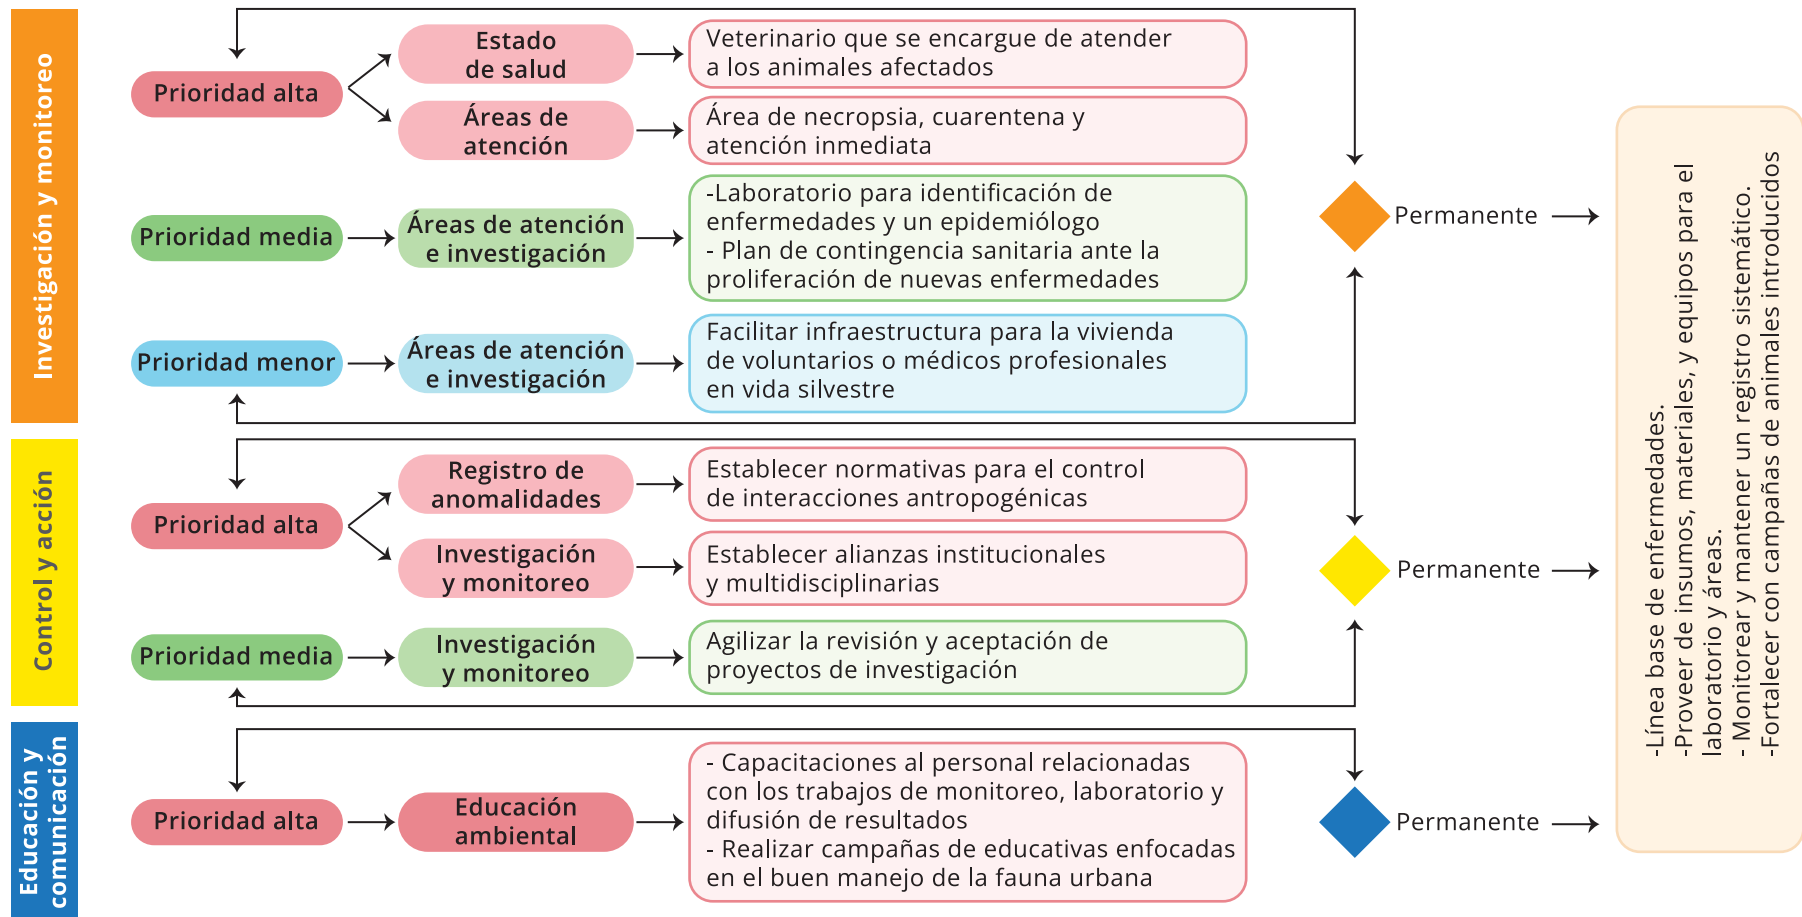 Investigación y monitoreo
Prioridad alta
Estado
de salud
Veterinario que se encargue de atender
a los animales afectados
Áreas de
atención
Área de necropsia, cuarentena y
atención inmediata
Prioridad media
Áreas de atención
e investigación
-Laboratorio para identificación de
enfermedades y un epidemiólogo
- Plan de contingencia sanitaria ante la
proliferación de nuevas enfermedades
Prioridad menor
Áreas de atención
e investigación
Facilitar infraestructura para la vivienda
de voluntarios o médicos profesionales
en vida silvestre
Permanente
Control y acción
Prioridad alta
Registro de
anomalidades
Establecer normativas para el control
de interacciones antropogénicas
Investigación
y monitoreo
Establecer alianzas institucionales
y multidisciplinarias
Prioridad media
Investigación
y monitoreo
Agilizar la revisión y aceptación de
proyectos de investigación
Permanente
Educación y
comunicación
Prioridad alta
Educación
ambiental
- Capacitaciones al personal relacionadas
con los trabajos de monitoreo, laboratorio y
difusión de resultados
- Realizar campañas de educativas enfocadas
en el buen manejo de la fauna urbana
Permanente
-Línea base de enfermedades.
-Proveer de insumos, materiales, y equipos para el
laboratorio y áreas.
- Monitorear y mantener un registro sistemático.
-Fortalecer con campañas de animales introducidos